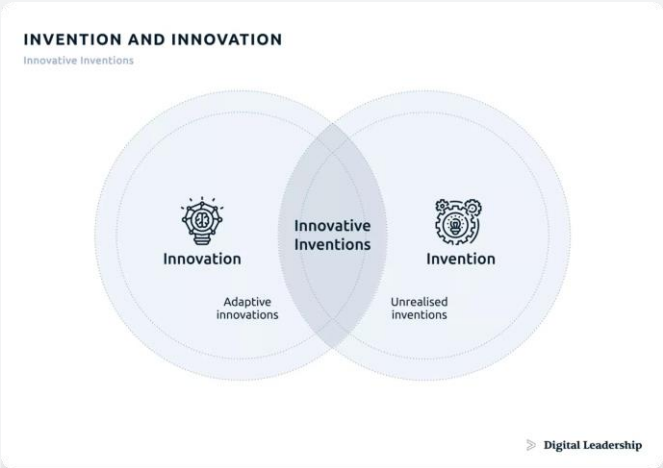 INVENTION AND INNOVATION
Innovative Inventions
Innovative
Inventions
Innovation
Invention
Adaptive
innovations
Unrealised
inventions
Digital Leadership